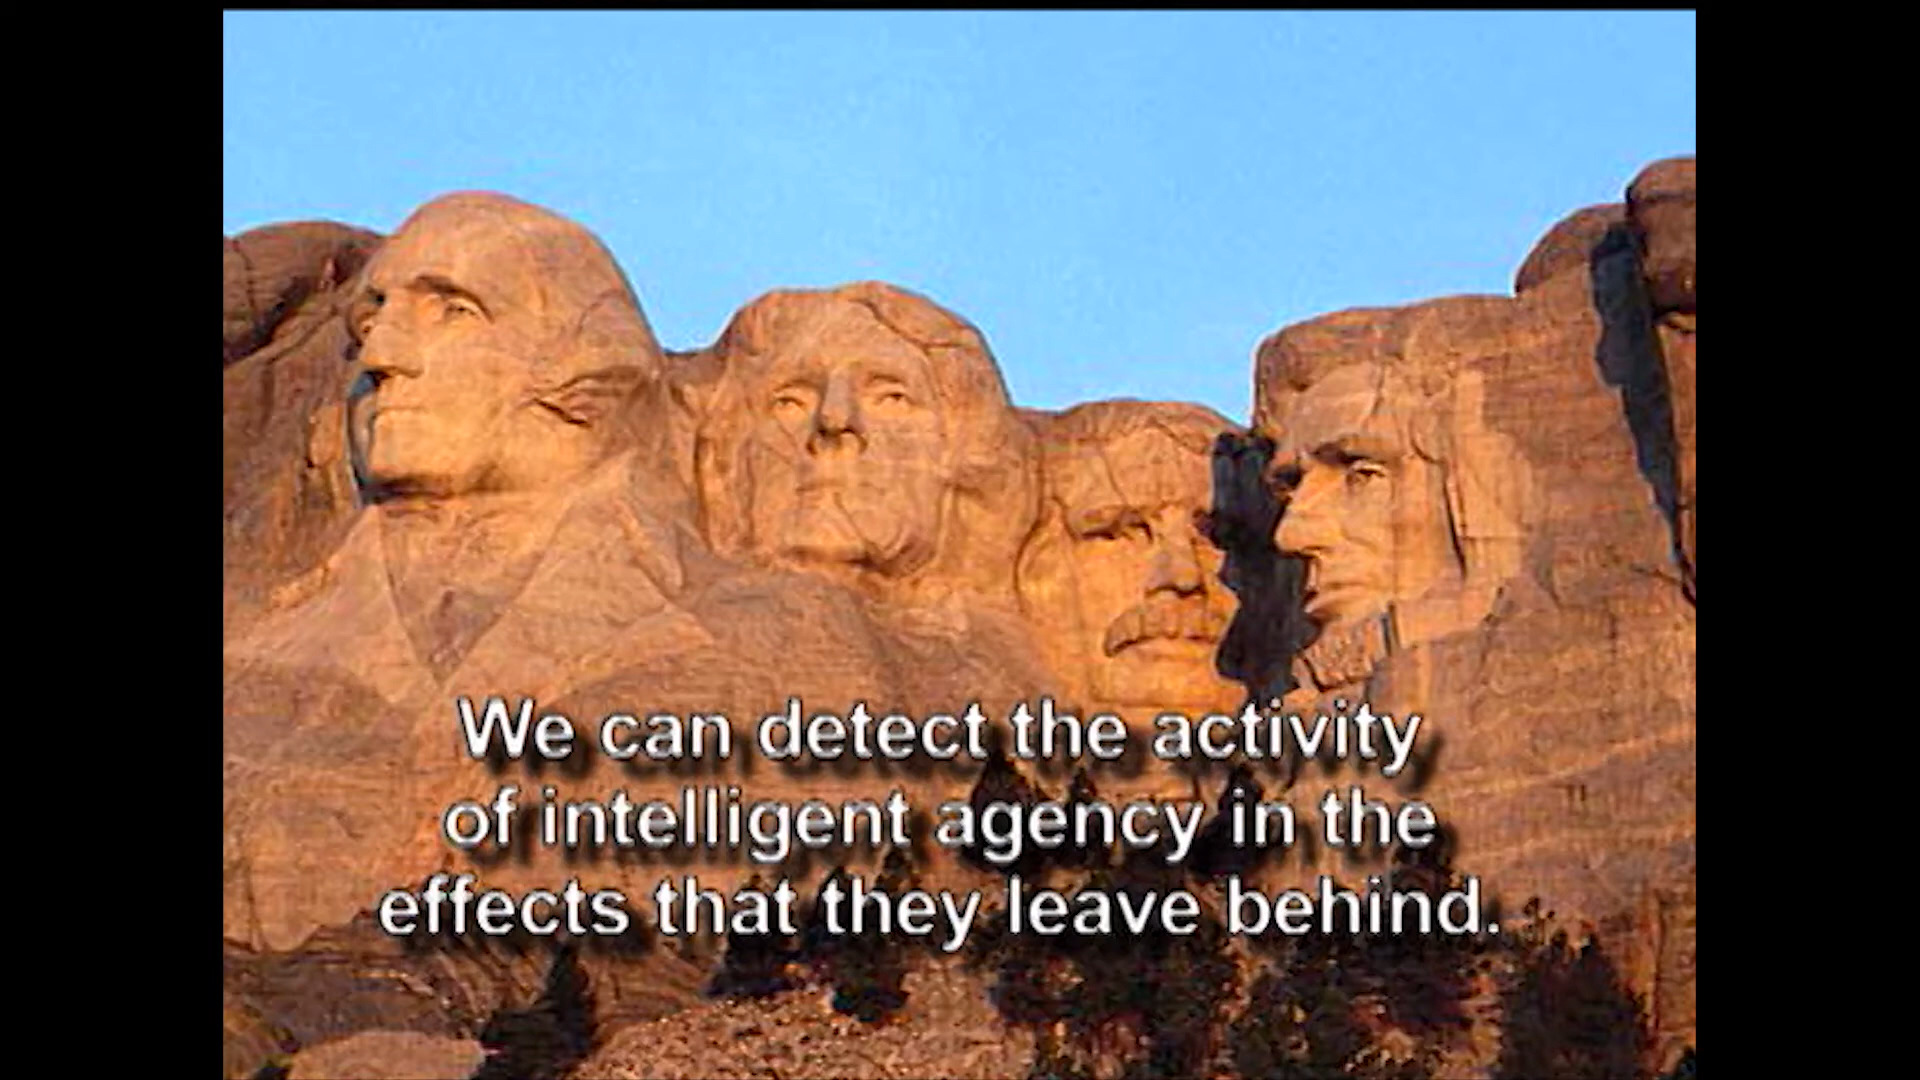 We can detect the activity
of intelligent agency in the
effects that they leave behind.